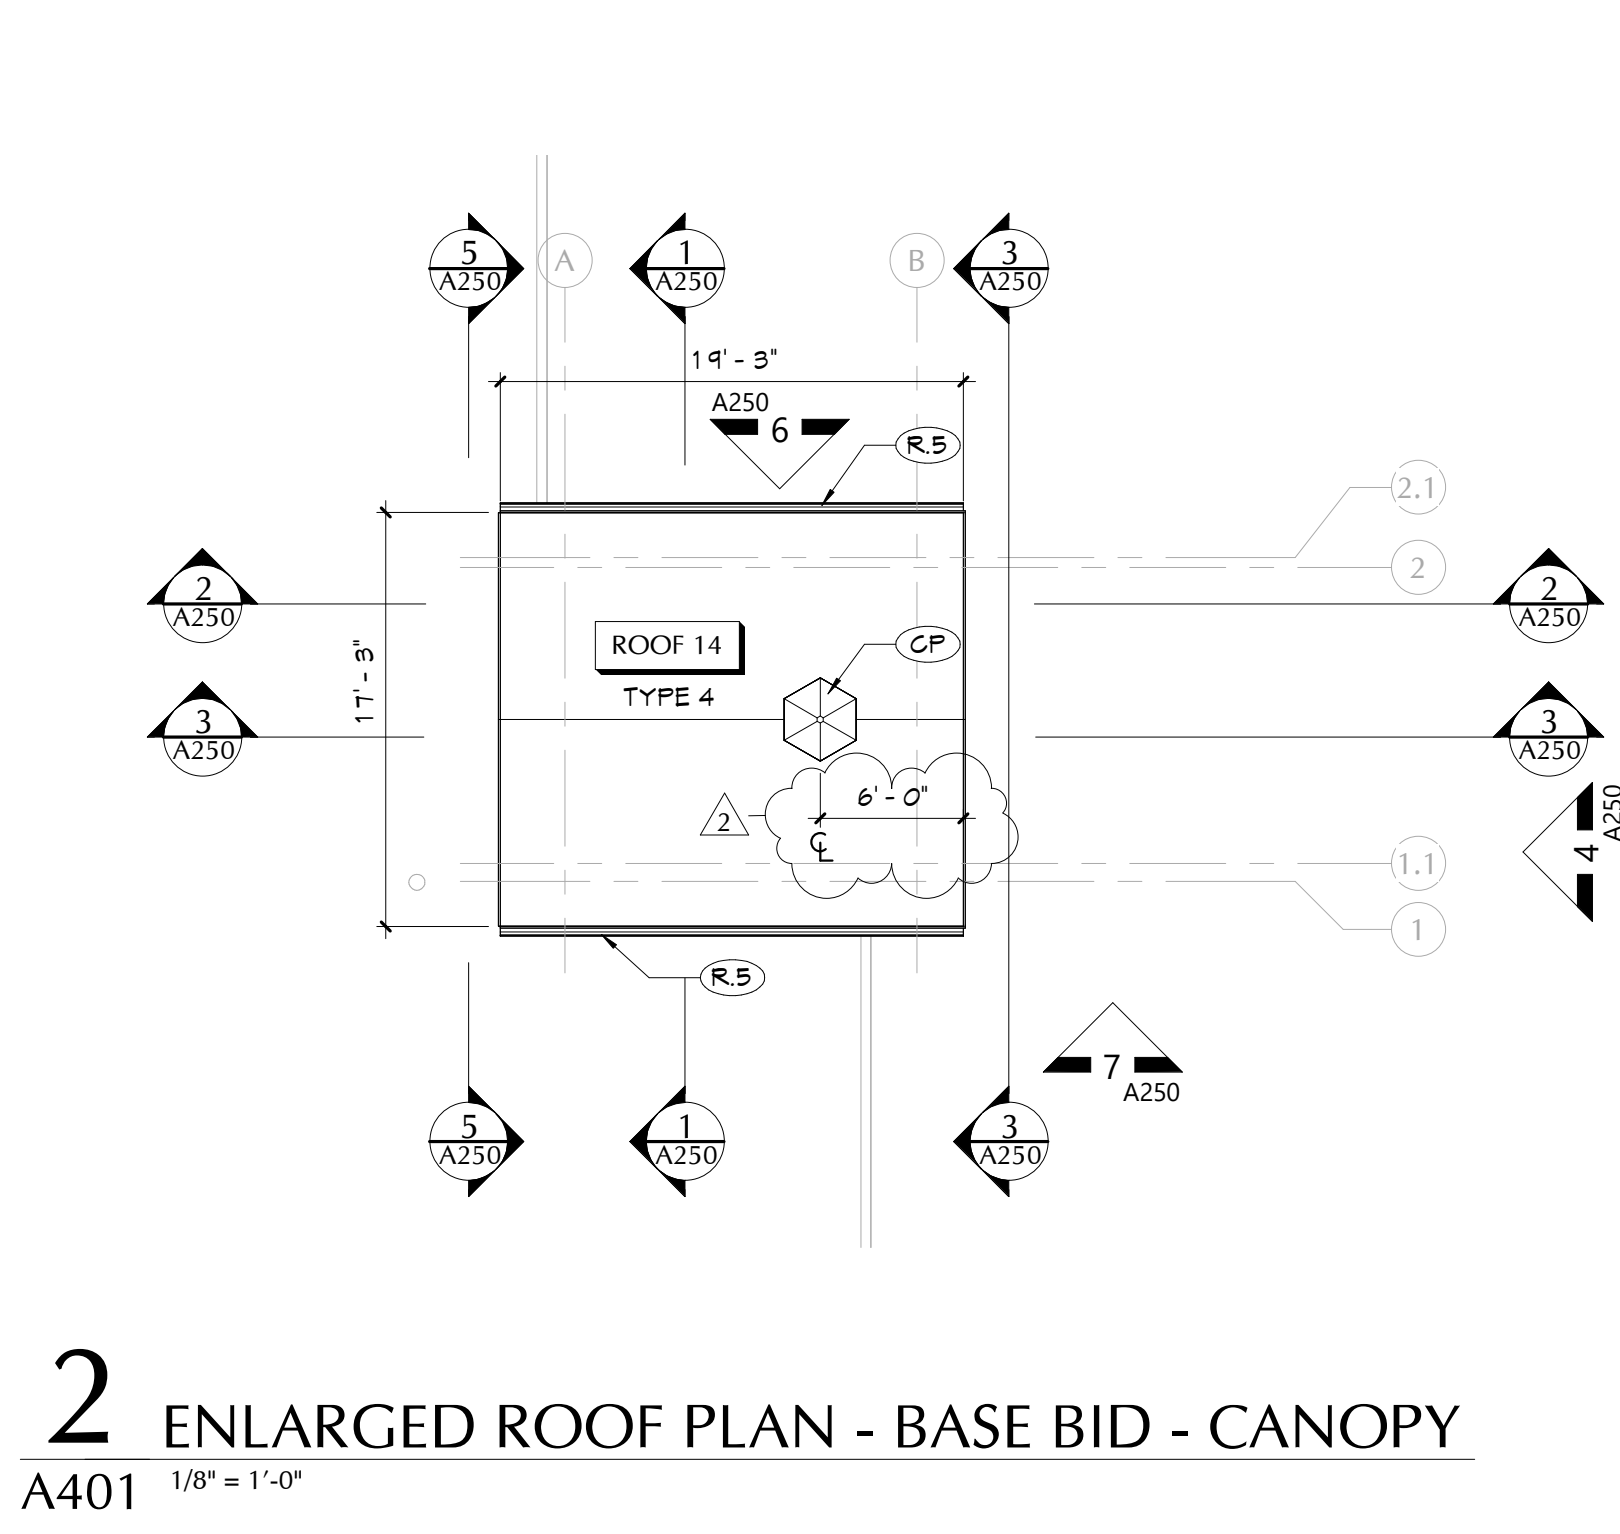 5
A250
A
1
A250
B
3
A250
19' - 3"
A250
6
R.5
2.1
2
2
A250
2
A250
ROOF 14
CP
TYPE 4
17' - 3"
3
A250
3
A250
6' - 0"
2
CL
A250
4
1.1
1
R.5
7
A250
5
A250
1
A250
3
A250
2
ENLARGED ROOF PLAN - BASE BID - CANOPY
A401
1/8" = 1'-0"